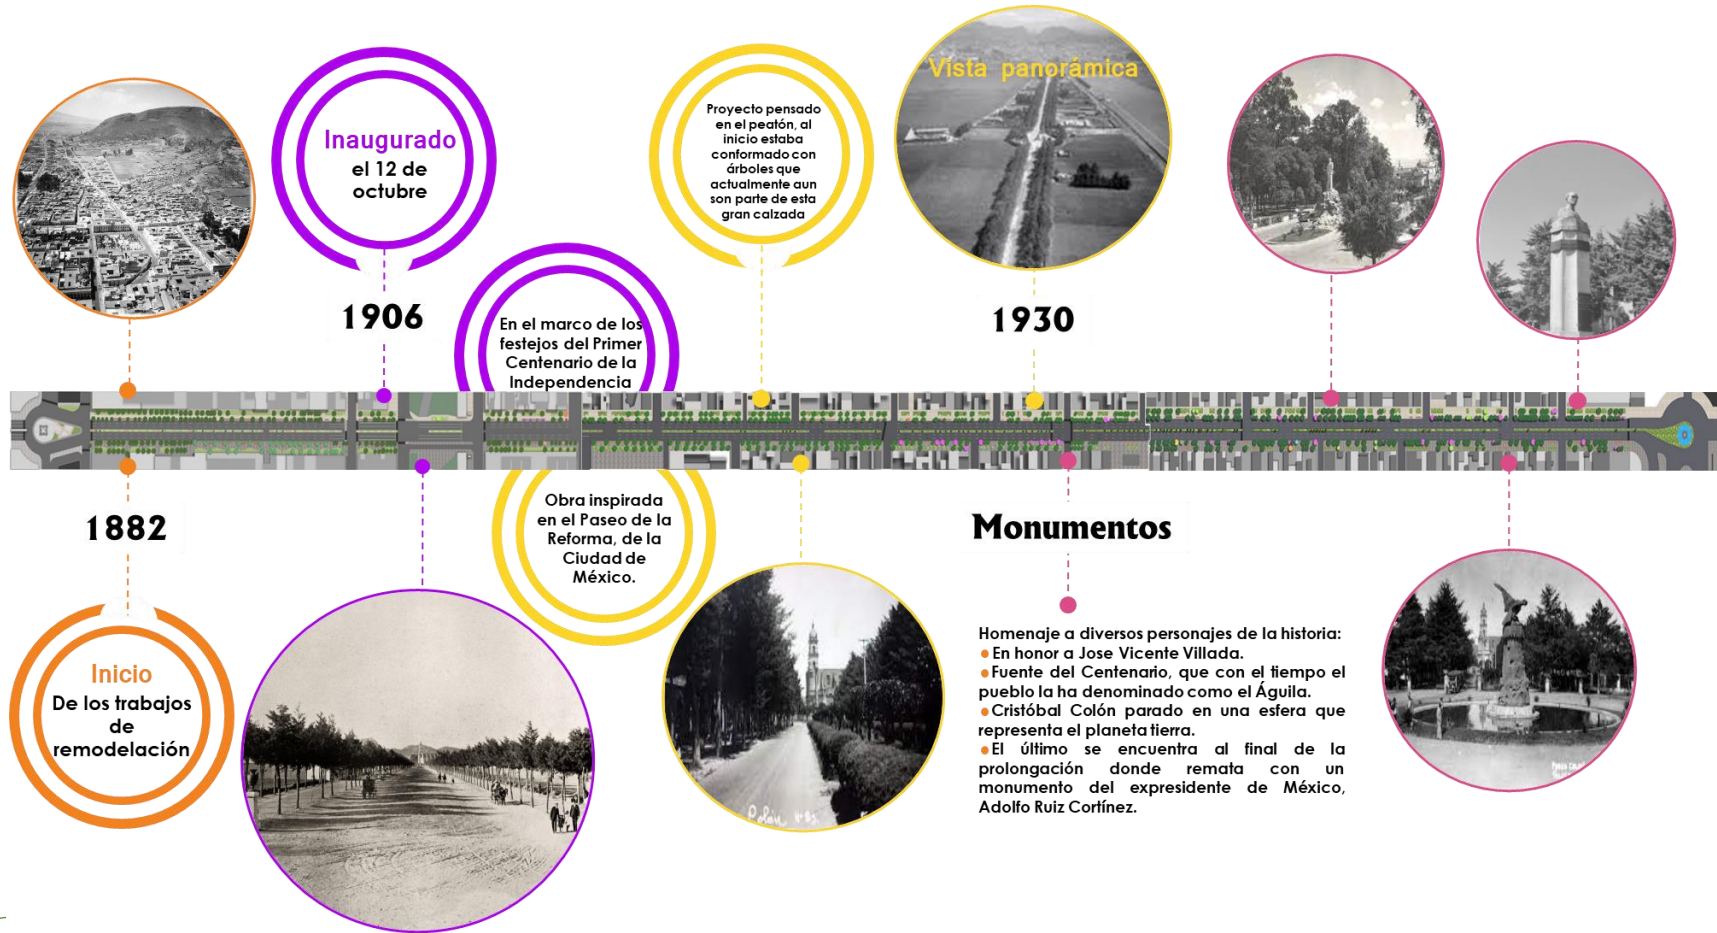 Inaugurado
el 12 de
octubre
1906
En el marco de los
festejos del Primer
Centenario de la
Independencia
Proyecto pensado
en el peatón, al
inicio estaba
conformado con
árboles que
actualmente aun
son parte de esta
gran calzada
Vista panorámica
1930
1882
Inicio
De los trabajos
de
remodelación
Obra inspirada
en el Paseo de la
Reforma, de la
Ciudad de
México.
Colón
Monumentos
Homenaje a diversos personajes de la historia:
En honor a Jose Vicente Villada.
Fuente del Centenario, que con el tiempo el
pueblo la ha denominado como el Águila.
Cristóbal Colón parado en una esfera que
representa el planeta tierra.
El último se encuentra al final de la
prolongación donde remata con un
monumento del expresidente de México,
Adolfo Ruiz Cortínez.